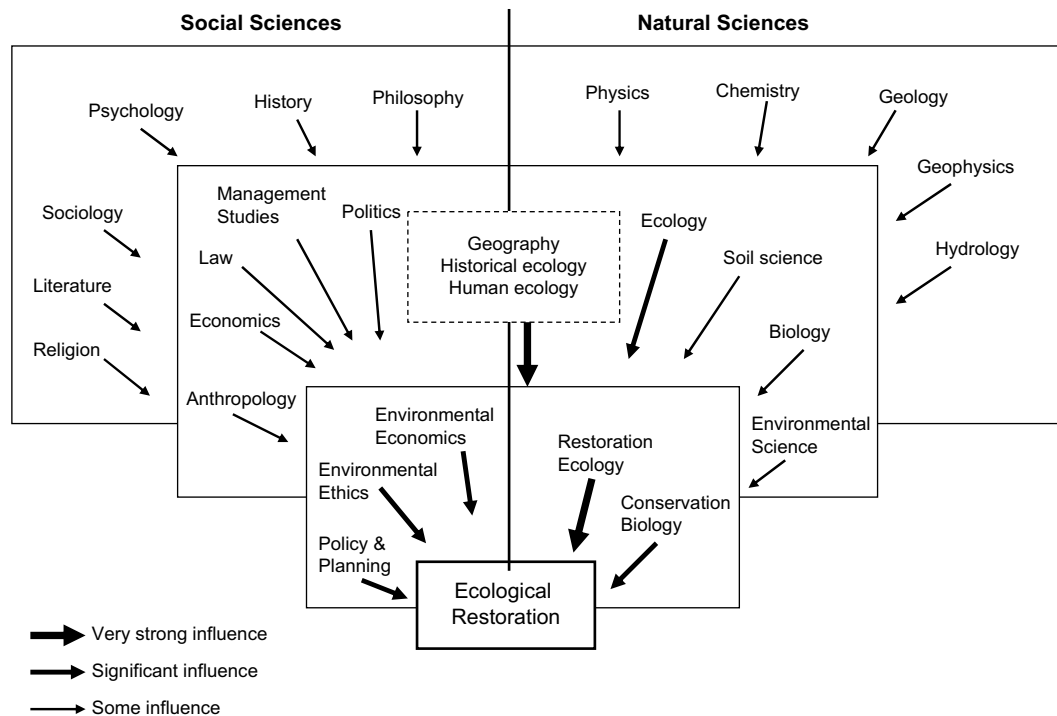 Social Sciences
Natural Sciences
Psychology
History
Philosophy
Physics
Chemistry
Geology
Geophysics
Hydrology
Sociology
Literature
Religion
Management
Studies
Politics
Law
Economics
Anthropology
Geography
Historical ecology
Human ecology
Ecology
Soil science
Biology
Environmental
Science
Environmental
Economics
Environmental
Ethics
Policy &
Planning
Restoration
Ecology
Conservation
Biology
Ecological
Restoration
Very strong influence
Significant influence
Some influence